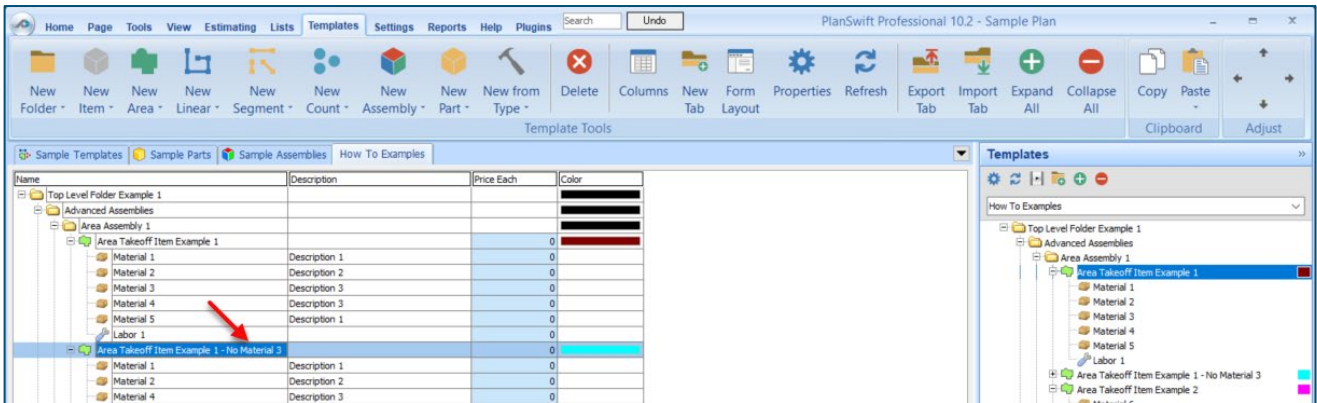 PlanSwift Professional 10.2 - Sample Plan
Home Page Tools View Estimating Lists Templates Settings Reports Help Plugins Search Undo
New Folder
New Item
New Area
New Linear
New Segment
New Count
New Assembly
New Part
New from Type
Delete
Columns
New Tab
Form Layout
Properties
Refresh
Export Tab
Import Tab
Expand All
Collapse All
Copy
Paste
Template Tools
Clipboard
Adjust
Sample Templates Sample Parts Sample Assembles How To Examples
Name Description Price Each Color
Top Level Folder Example 1
Advanced Assemblies
Area Assembly 1
Area Takeoff Item Example 1 0
Material 1 Description 1 0
Material 2 Description 2 0
Material 3 Description 3 0
Material 4 Description 3 0
Material 5 Description 1 0
Labor 1 0
Area Takeoff Item Example 1 - No Material 3 0
Material 1 Description 1 0
Material 2 Description 2 0
Material 4 Description 3 0
Templates
How To Examples
Top Level Folder Example 1
Advanced Assemblies
Area Assembly 1
Area Takeoff Item Example 1
Material 1
Material 2
Material 3
Material 4
Material 5
Labor 1
Area Takeoff Item Example 1 - No Material 3
Area Takeoff Item Example 2